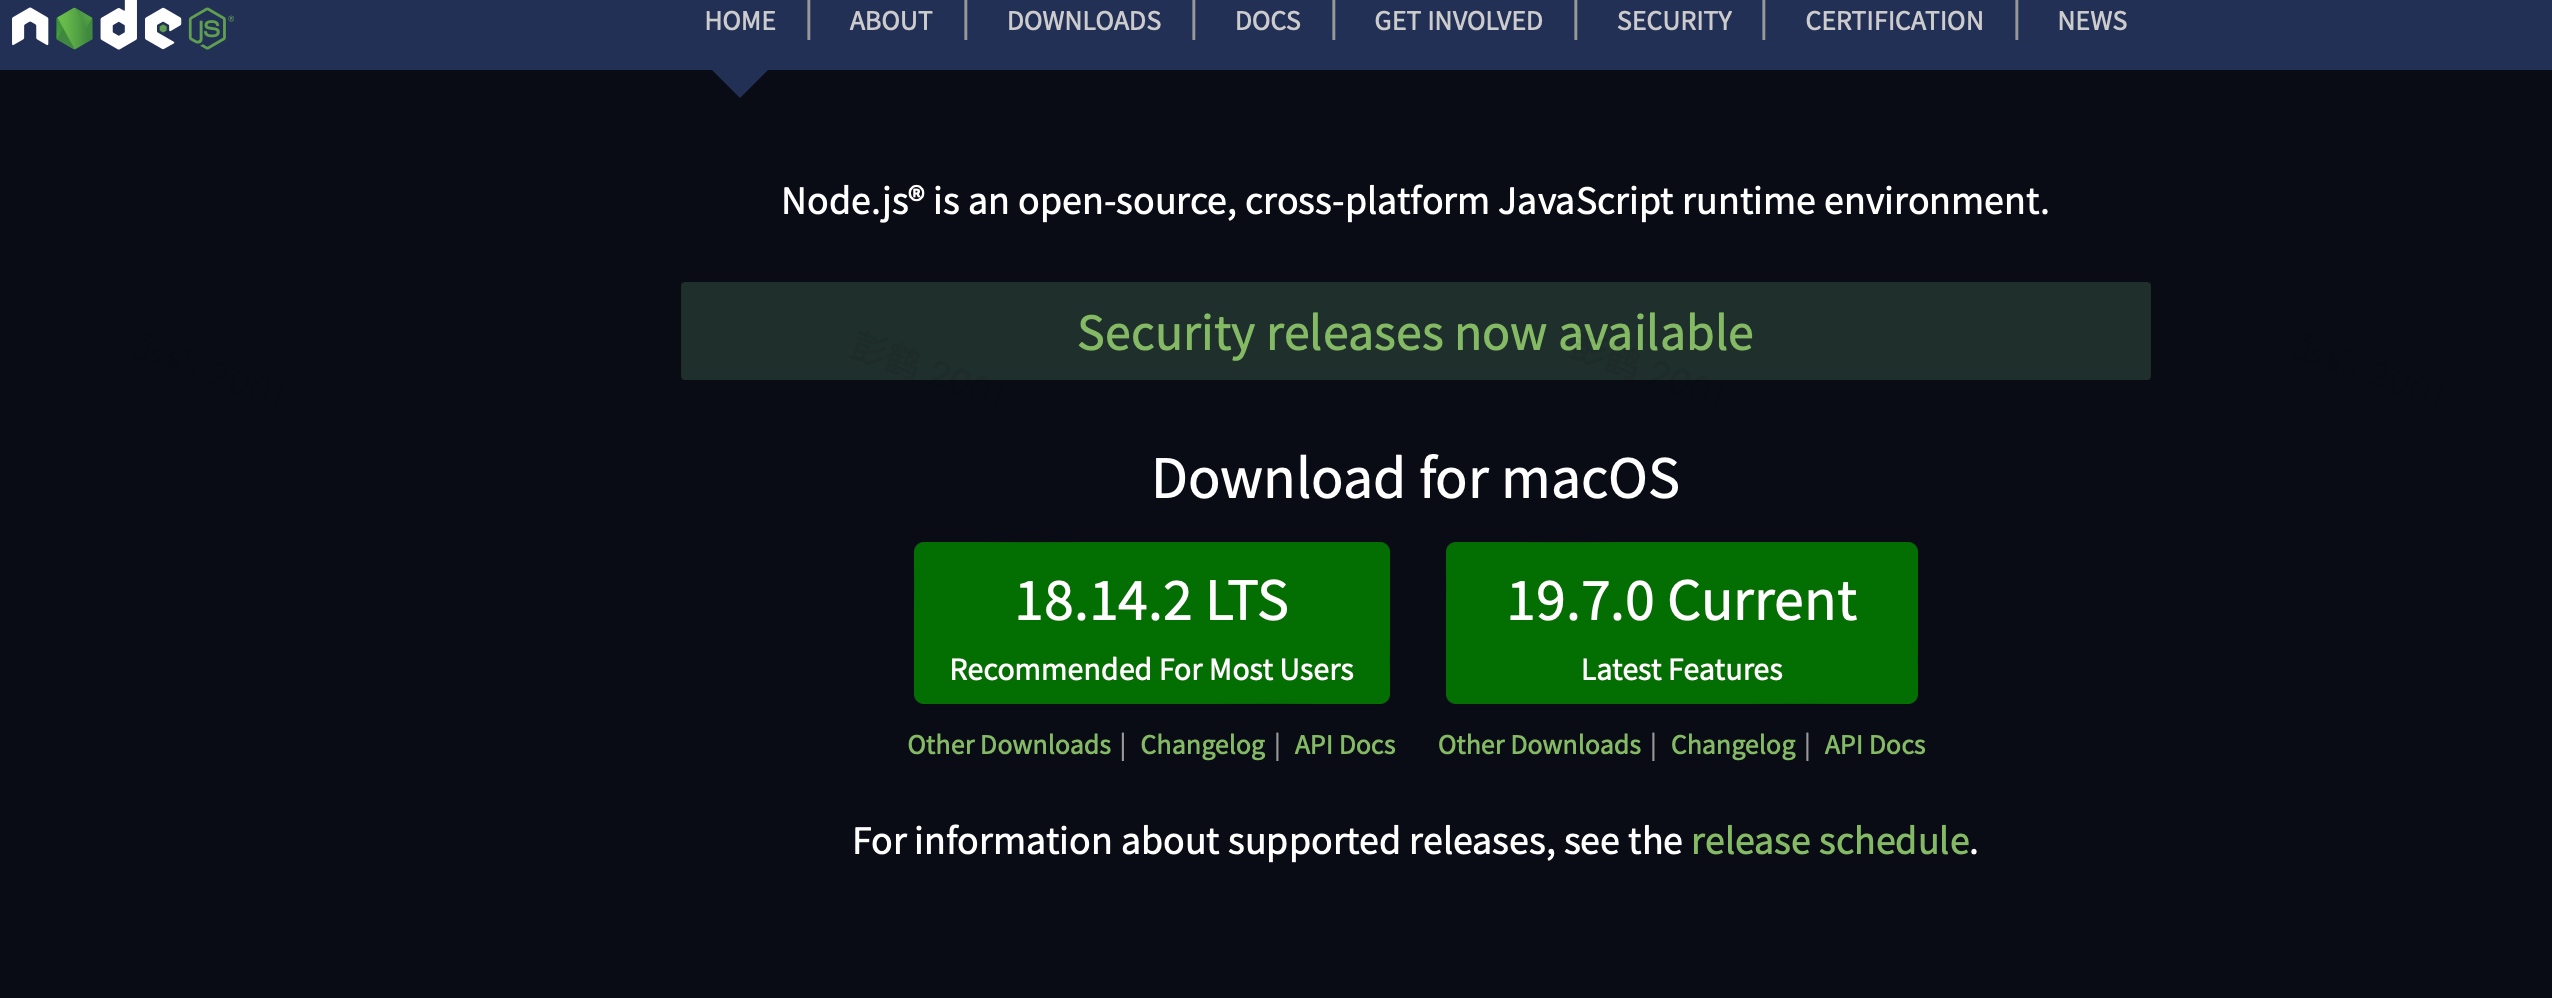 node JS®
HOME | ABOUT | DOWNLOADS | DOCS | GET INVOLVED | SECURITY | CERTIFICATION | NEWS
Node.js® is an open-source, cross-platform JavaScript runtime environment.
Security releases now available
Download for macOS
18.14.2 LTS
Recommended For Most Users
19.7.0 Current
Latest Features
Other Downloads | Changelog | API Docs
Other Downloads | Changelog | API Docs
For information about supported releases, see the release schedule.